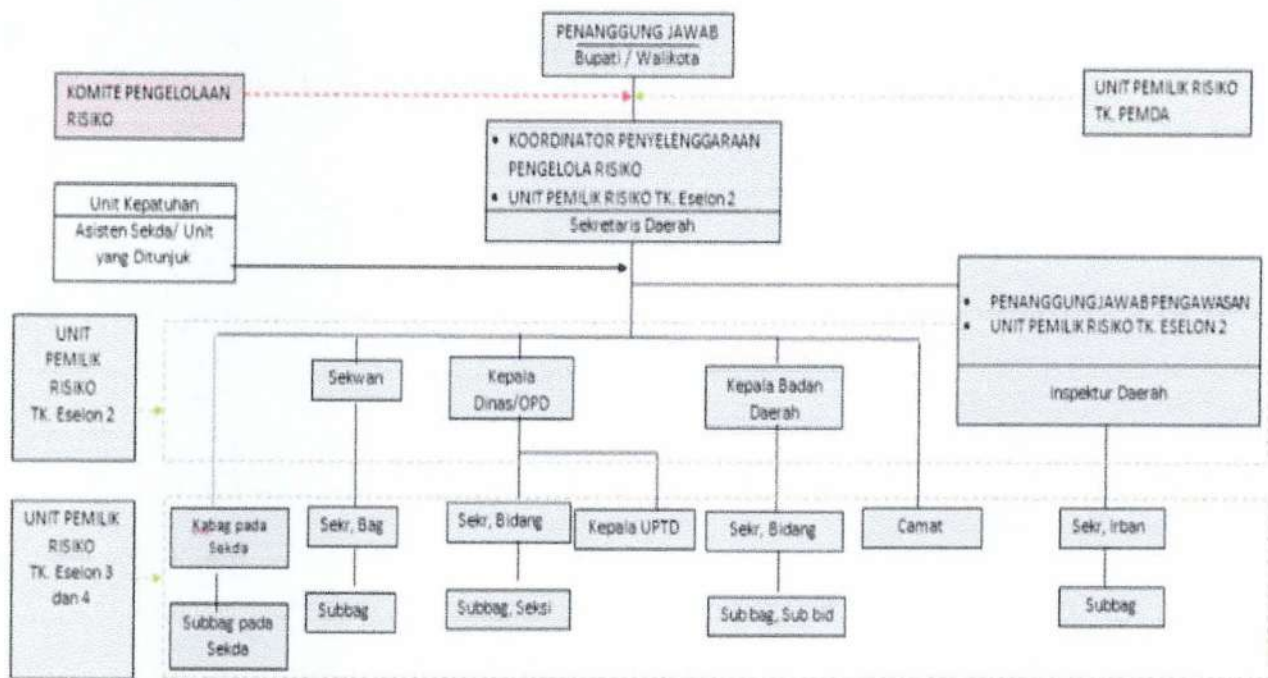 PENANGGUNG JAWAB
Bupati / Walikota
KOMITE PENGELOLAAN
RISIKO
UNIT PEMILIK RISIKO
TK. PEMDA
• KOORDINATOR PENYELENGGARAAN
PENGELOLA RISIKO
• UNIT PEMILIK RISIKO TK. Eselon 2
Sekretaris Daerah
Unit Kepatuhan
Asisten Sekda/ Unit
yang Ditunjuk
• PENANGGUNG JAWAB PENGAWASAN
• UNIT PEMILIK RISIKO TK. ESELON 2
Inspektur Daerah
UNIT
PEMILIK
RISIKO
TK. Eselon 2
Sekwan
Kepala
Dinas/OPD
Kepala Badan
Daerah
UNIT PEMILIK
RISIKO
TK. Eselon 3
dan 4
Kabag pada
Sekda
Sekr, Bag
Sekr, Bidang
Kepala UPTD
Sekr, Bidang
Camat
Sekr, Irban
Subbag pada
Sekda
Subbag
Subbag, Seksi
Sub bag, Sub bid
Subbag